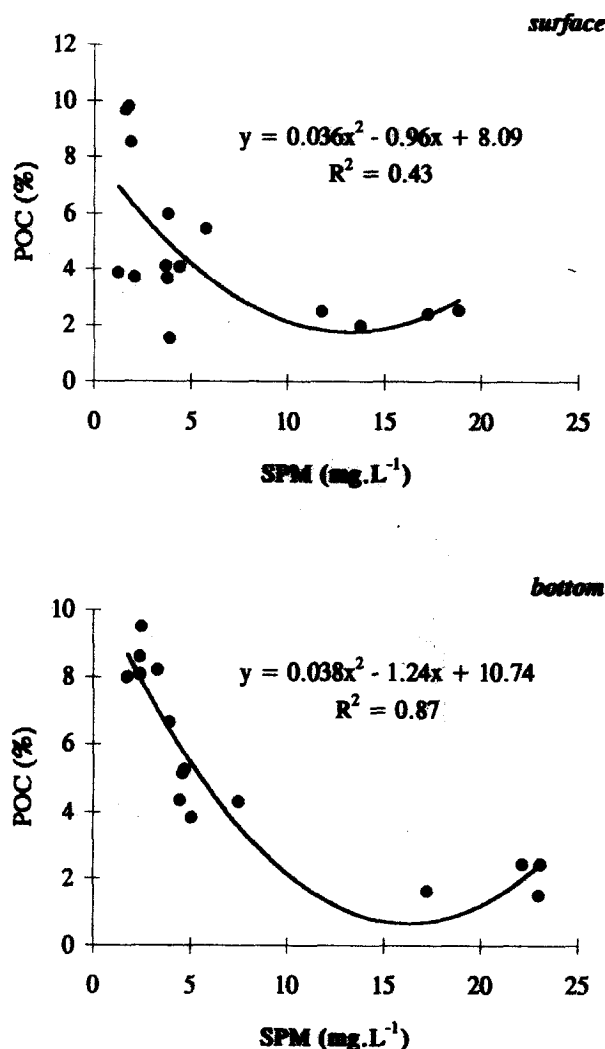 surface
12
10
8
6
4
2
0
POC (%)
y = 0.036x² - 0.96x + 8.09
R² = 0.43
0 5 10 15 20 25
SPM (mg.L⁻¹)
bottom
10
8
6
4
2
0
POC (%)
y = 0.038x² - 1.24x + 10.74
R² = 0.87
0 5 10 15 20 25
SPM (mg.L⁻¹)